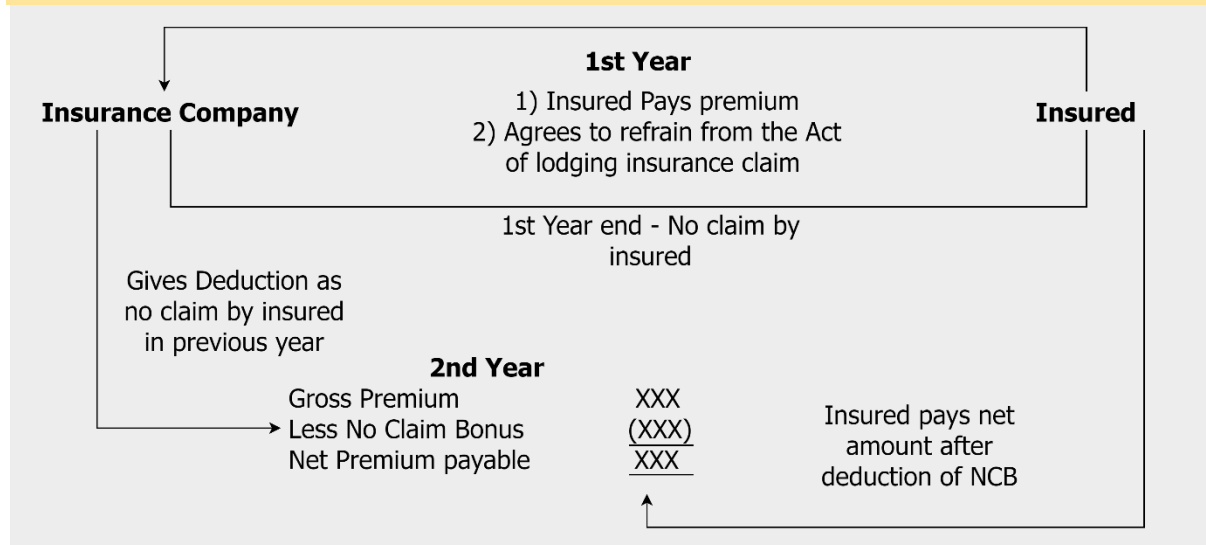 1st Year
Insurance Company
1) Insured Pays premium
2) Agrees to refrain from the Act
of lodging insurance claim
Insured
1st Year end - No claim by
insured
Gives Deduction as
no claim by insured
in previous year
2nd Year
Gross Premium XXX
Less No Claim Bonus (XXX)
Net Premium payable XXX
Insured pays net
amount after
deduction of NCB